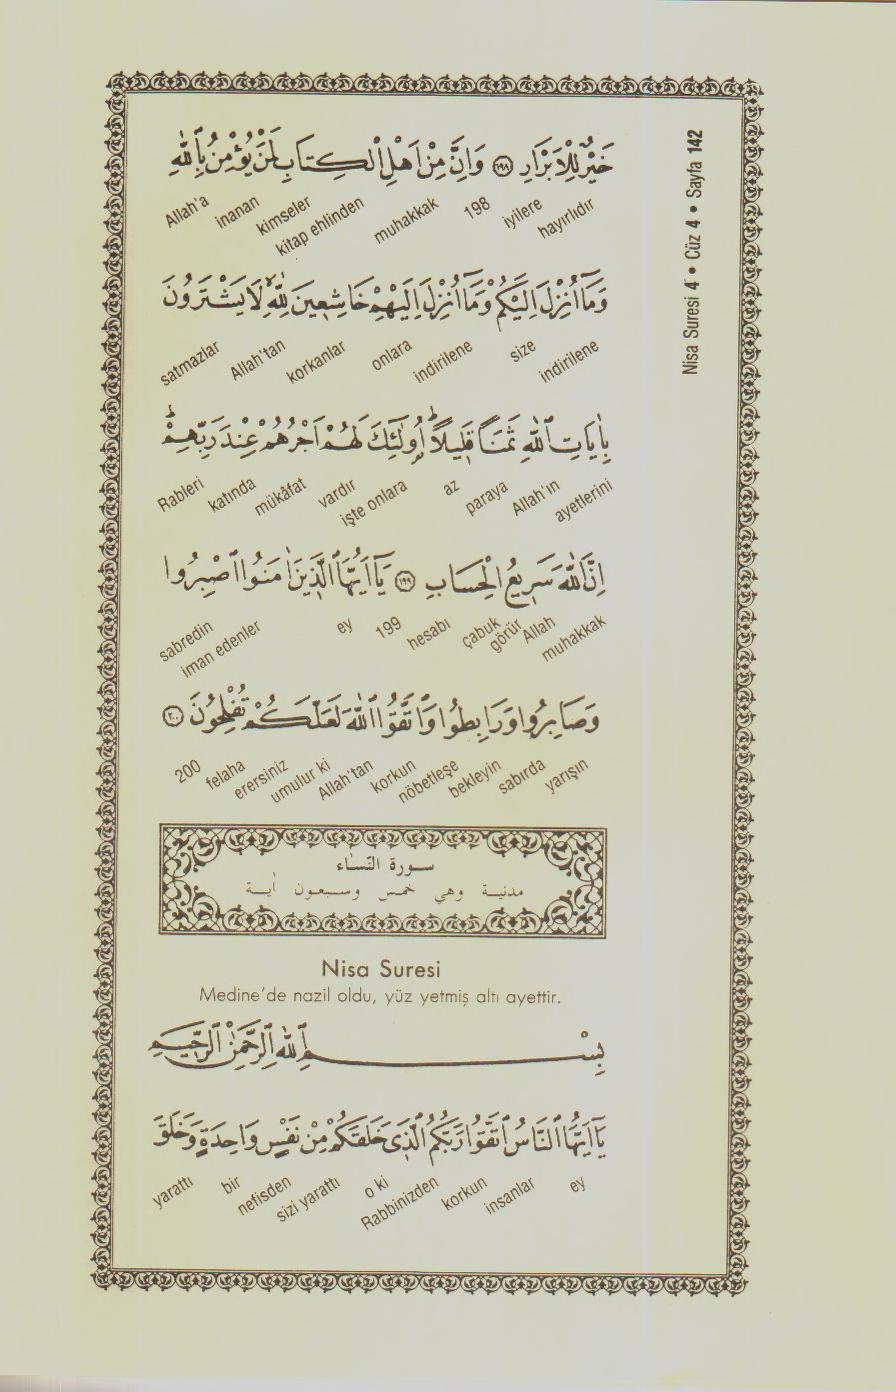 Nisa Suresi 4 • Cüz 4 • Sayfa 142
خَيْرٌ لِلْاَبْرَارِ ﴿١٩٨﴾ وَاِنَّ مِنْ اَهْلِ الْكِتَابِ لَمَنْ يُؤْمِنُ بِاللّٰهِ
hayırlıdır iyilere 198 muhakkak kitap ehlinden kimseler inanan Allah'a
وَمَٓا اُنْزِلَ اِلَيْكُمْ وَمَٓا اُنْزِلَ اِلَيْهِمْ خَاشِعِينَ لِلّٰهِۙ لَا يَشْتَرُونَ
indirilene size indirilene onlara korkanlar Allah'tan satmazlar
بِاٰيَاتِ اللّٰهِ ثَمَنًا قَلِيلًاۜ اُولٰٓئِكَ لَهُمْ اَجْرُهُمْ عِنْدَ رَبِّهِمْۜ
ayetlerini Allah'ın paraya az işte onlara vardır mükâfat katında Rableri
اِنَّ اللّٰهَ سَرِيعُ الْحِسَابِ ﴿١٩٩﴾ يَٓا اَيُّهَا الَّذِينَ اٰمَنُوا اصْبِرُوا
muhakkak Allah çabuk görür hesabı 199 ey iman edenler sabredin
وَصَابِرُوا وَرَابِطُوا وَاتَّقُوا اللّٰهَ لَعَلَّكُمْ تُفْلِحُونَ ﴿٢٠٠﴾
yarışın sabırda bekleyin nöbetleşe korkun Allah'tan umulur ki erersiniz felaha 200
سورة النّسٰاء
مدنية وهي خمس وسبعون اٰية
Nisa Suresi
Medine'de nazil oldu, yüz yetmiş altı ayettir.
بِسْمِ اللّٰهِ الرَّحْمٰنِ الرَّحِيمِ
يَٓا اَيُّهَا النَّاسُ اتَّقُوا رَبَّكُمُ الَّذِى خَلَقَكُمْ مِنْ نَفْسٍ وَاحِدَةٍ وَخَلَقَ
ey insanlar korkun Rabbinizden o ki sizi yarattı nefisden bir yarattı